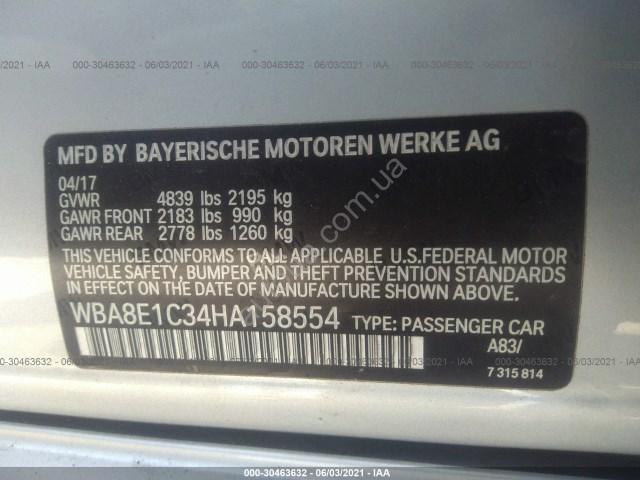 000-30463632 - 06/03/2021 - IAA
MFD BY BAYERISCHE MOTOREN WERKE AG
04/17
GVWR 4839 lbs 2195 kg
GAWR FRONT 2183 lbs 990 kg
GAWR REAR 2778 lbs 1260 kg
THIS VEHICLE CONFORMS TO ALL APPLICABLE U.S.FEDERAL MOTOR
VEHICLE SAFETY, BUMPER AND THEFT PREVENTION STANDARDS
IN EFFECT ON THE DATE OF MANUFACTURE SHOWN ABOVE.
WBA8E1C34HA158554 TYPE: PASSENGER CAR
A83/
7 315 814
000-30463632 - 06/03/2021 - IAA